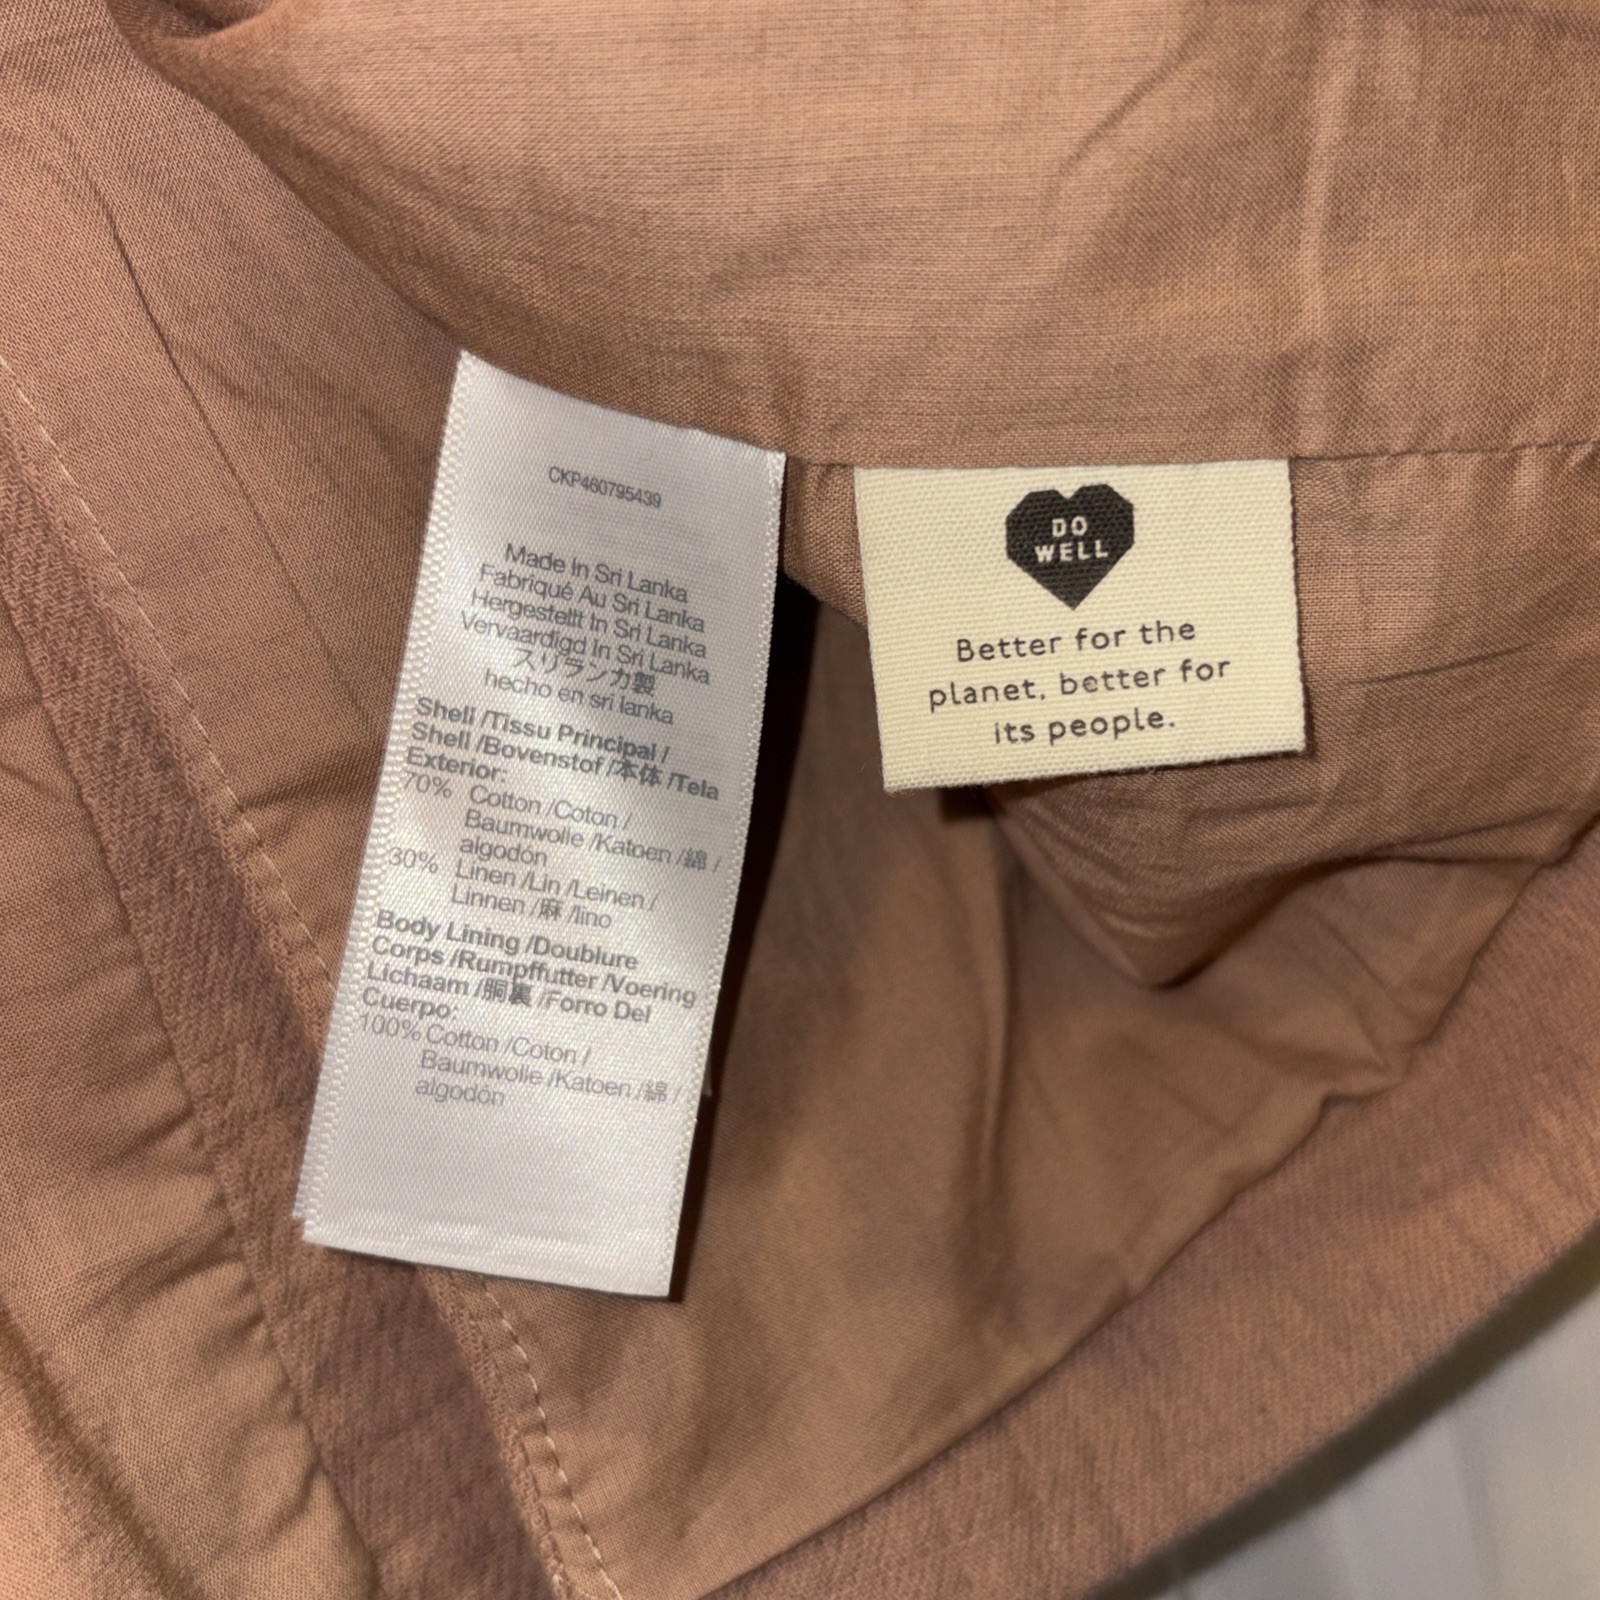 CKP460795439
Made In Sri Lanka
Fabriqué Au Sri Lanka
Hergestellt In Sri Lanka
Vervaardigd In Sri Lanka
スリランカ製
hecho en sri lanka
Shell /Tissu Principal /
Shell /Bovenstof /本体 /Tela
Exterior:
70% Cotton /Coton /
Baumwolle /Katoen /綿 /
algodón
30% Linen /Lin /Leinen /
Linnen /麻 /lino
Body Lining /Doublure
Corps /Rumpffutter /Voering
Lichaam /胴裏 /Forro Del
Cuerpo:
100% Cotton /Coton /
Baumwolle /Katoen /綿 /
algodón
DO
WELL
Better for the
planet, better for
its people.